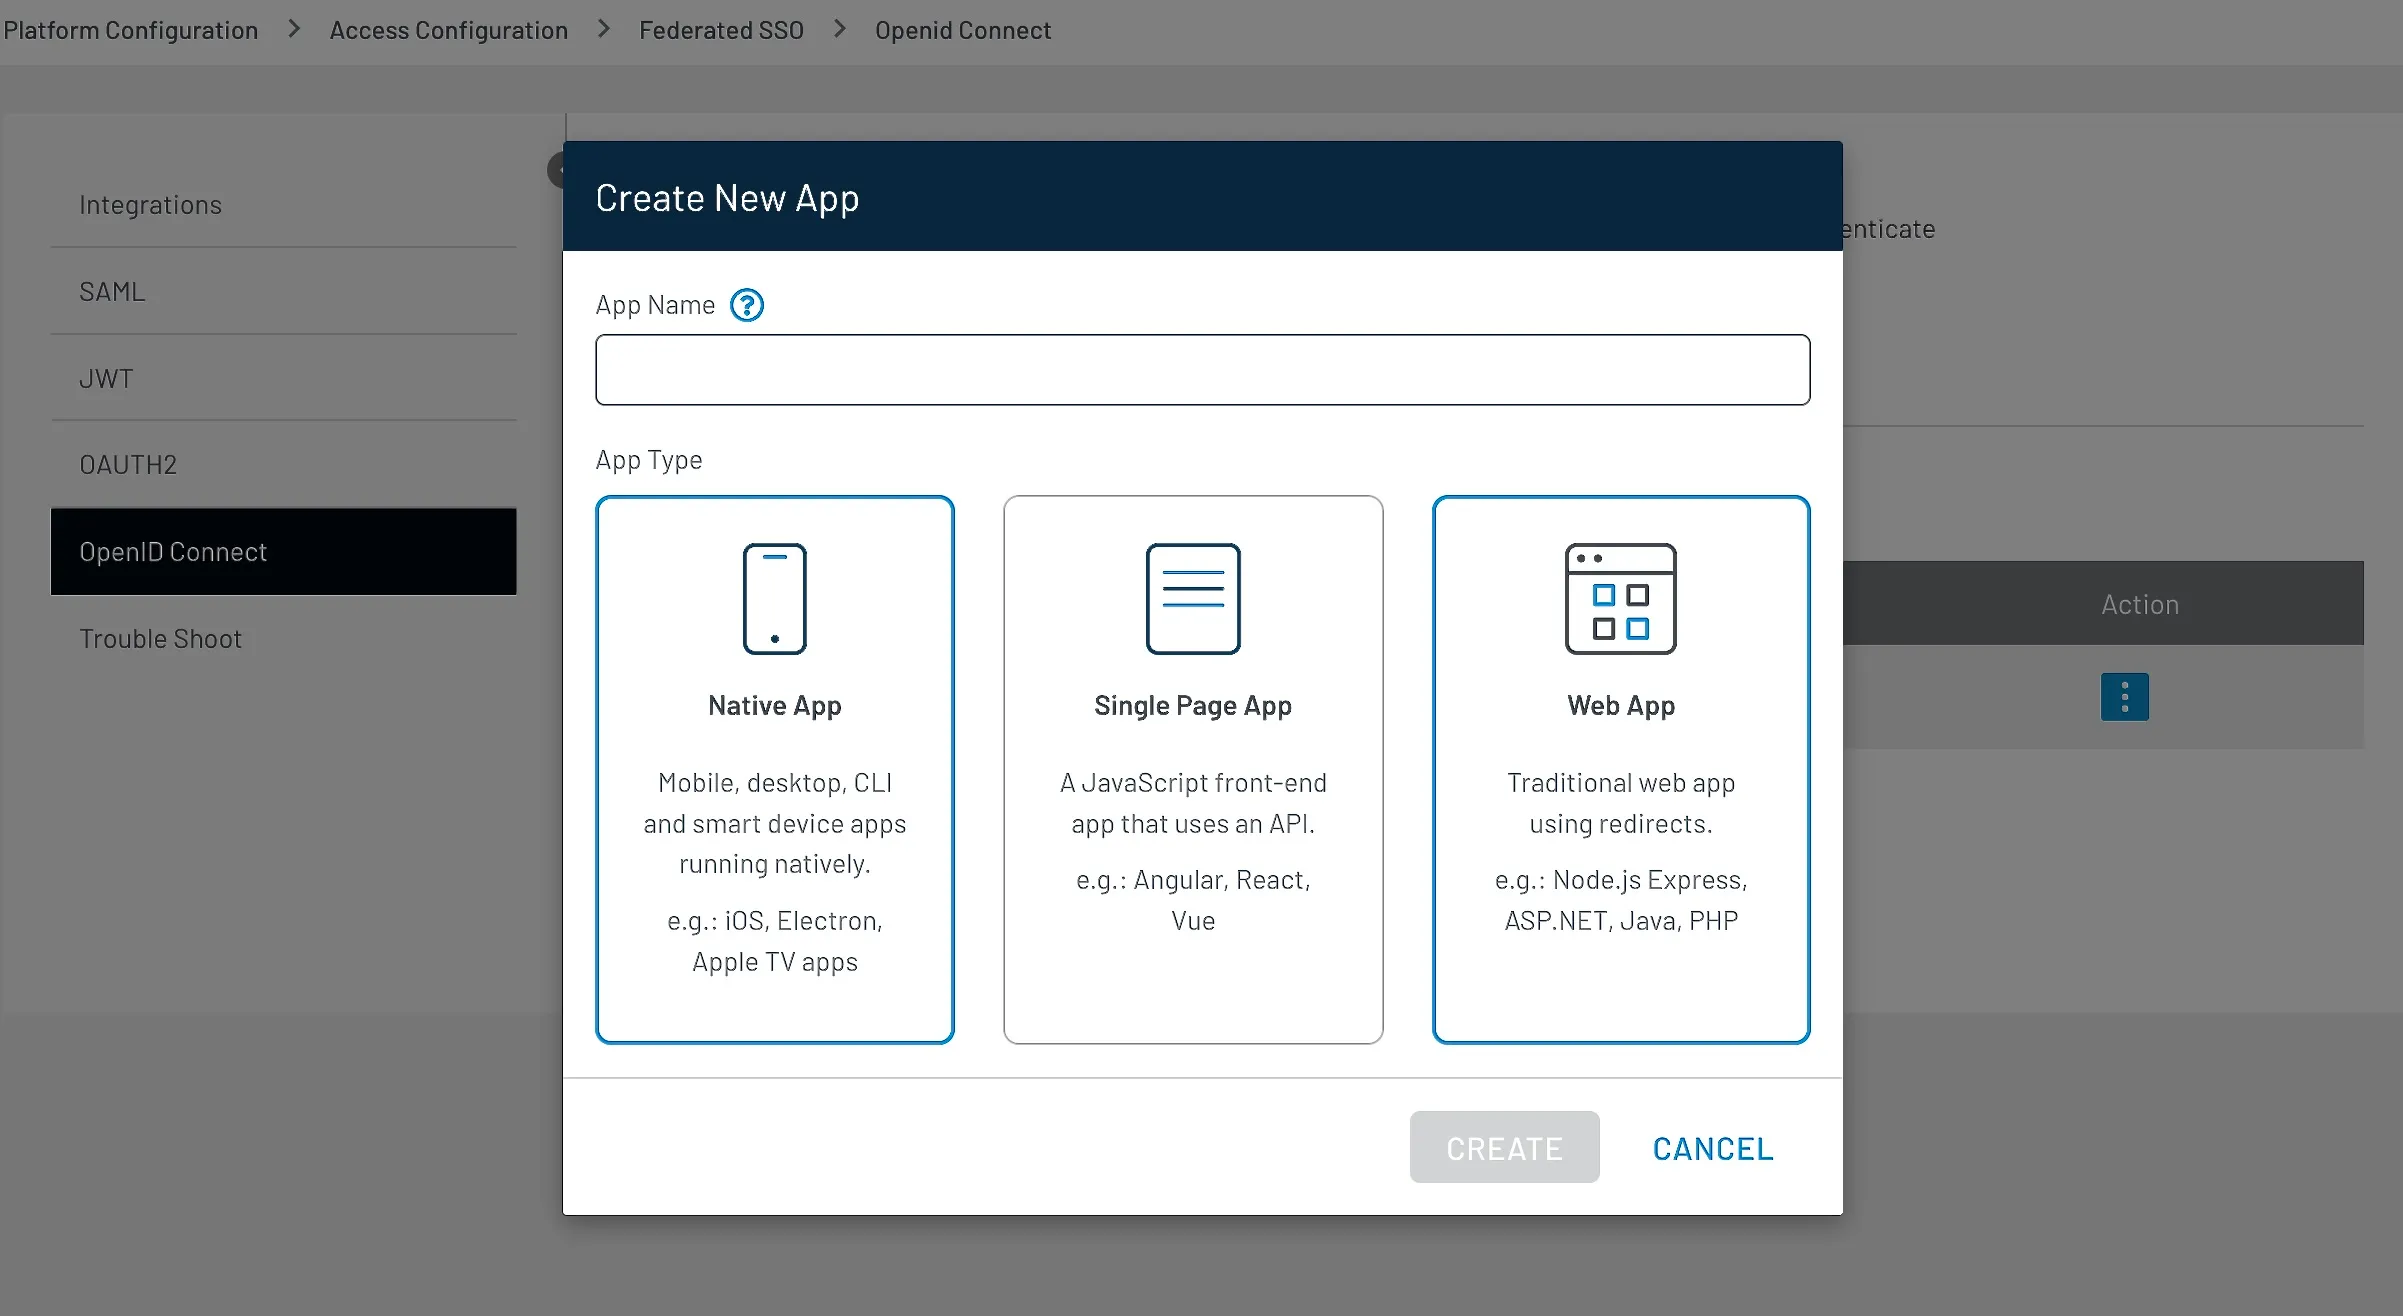 Platform Configuration > Access Configuration > Federated SSO > Openid Connect
Integrations
SAML
JWT
OAUTH2
OpenID Connect
Trouble Shoot
enticate
Action
Create New App
App Name ?
App Type
Native App
Mobile, desktop, CLI
and smart device apps
running natively.
e.g.: iOS, Electron,
Apple TV apps
Single Page App
A JavaScript front-end
app that uses an API.
e.g.: Angular, React,
Vue
Web App
Traditional web app
using redirects.
e.g.: Node.js Express,
ASP.NET, Java, PHP
CREATE
CANCEL